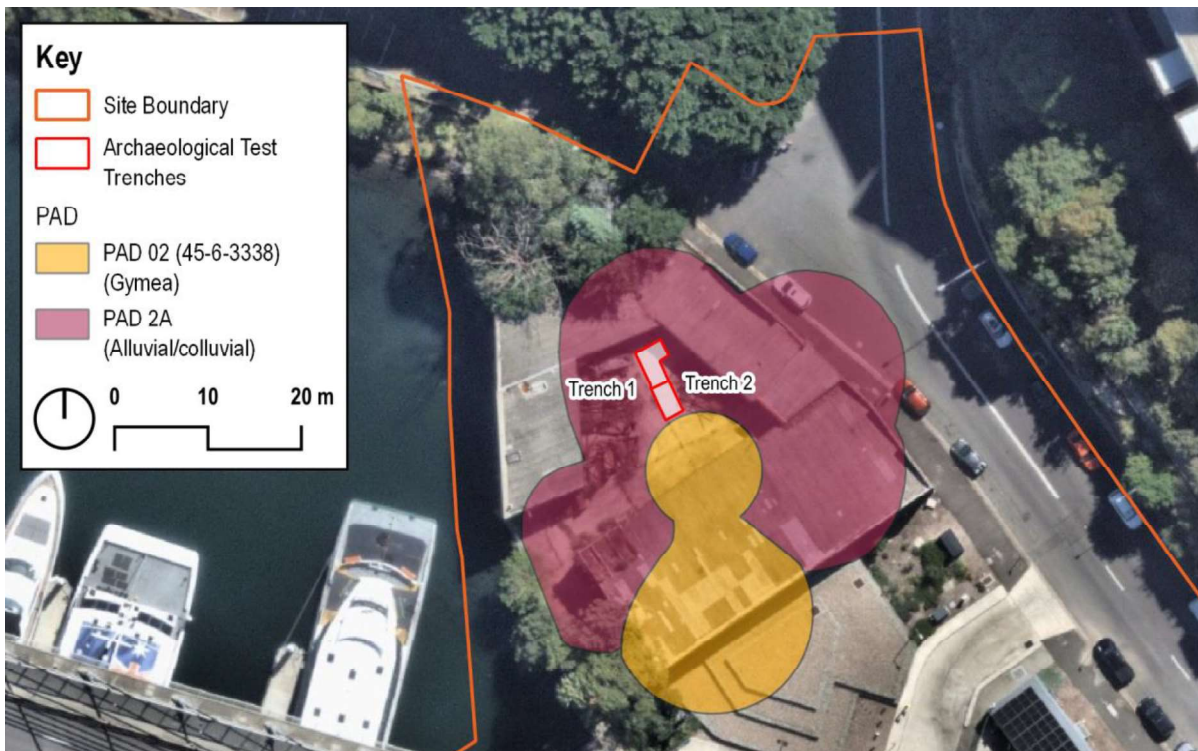 Key
Site Boundary
Archaeological Test
Trenches
PAD
PAD 02 (45-6-3338)
(Gymea)
PAD 2A
(Alluvial/colluvial)
0 10 20 m
Trench 1
Trench 2